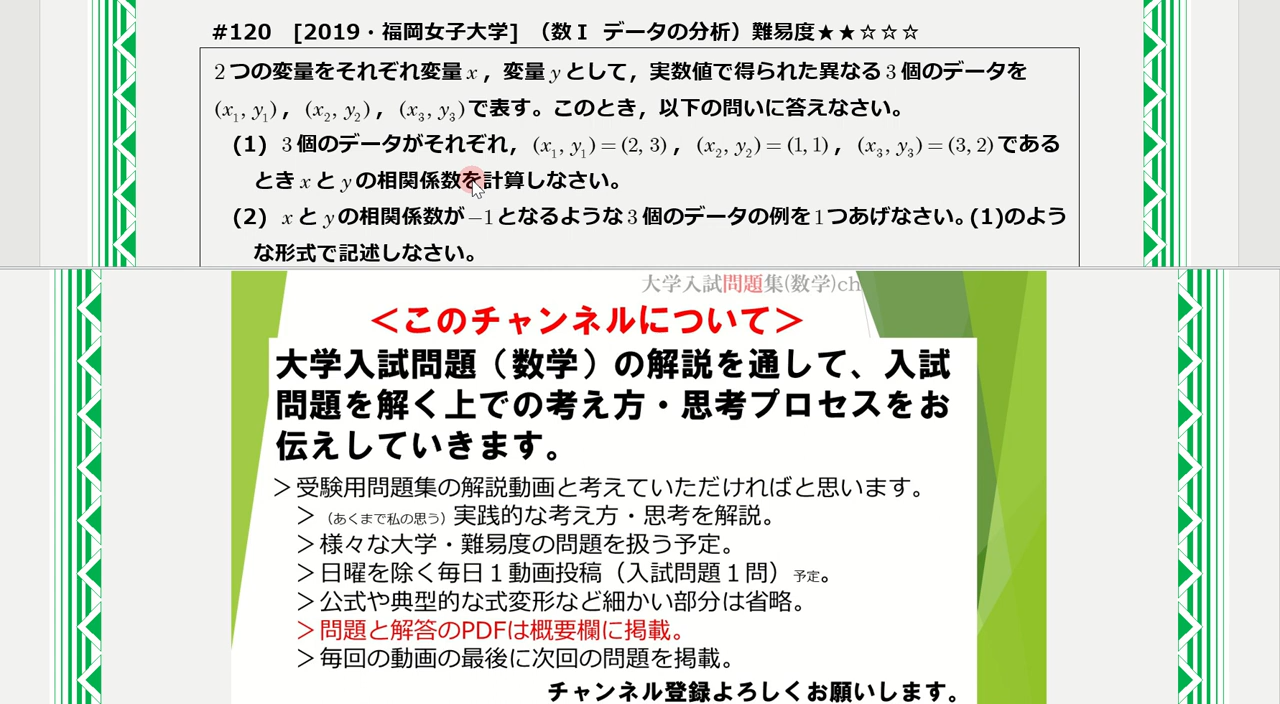 #120 [2019・福岡女子大学] (数Ⅰ データの分析) 難易度★★☆☆☆
2つの変量をそれぞれ変量x，変量yとして，実数値で得られた異なる3個のデータを
(x₁, y₁)，(x₂, y₂)，(x₃, y₃)で表す。このとき，以下の問いに答えなさい。
(1) 3個のデータがそれぞれ，(x₁, y₁)=(2, 3)，(x₂, y₂)=(1, 1)，(x₃, y₃)=(3, 2)である
ときxとyの相関係数を計算しなさい。
(2) xとyの相関係数が−1となるような3個のデータの例を1つあげなさい。(1)のよう
な形式で記述しなさい。
大学入試問題集(数学)ch
＜このチャンネルについて＞
大学入試問題（数学）の解説を通して、入試
問題を解く上での考え方・思考プロセスをお
伝えしていきます。
＞受験用問題集の解説動画と考えていただければと思います。
＞（あくまで私の思う）実践的な考え方・思考を解説。
＞様々な大学・難易度の問題を扱う予定。
＞日曜を除く毎日１動画投稿（入試問題１問）予定。
＞公式や典型的な式変形など細かい部分は省略。
＞問題と解答のPDFは概要欄に掲載。
＞毎回の動画の最後に次回の問題を掲載。
チャンネル登録よろしくお願いします。